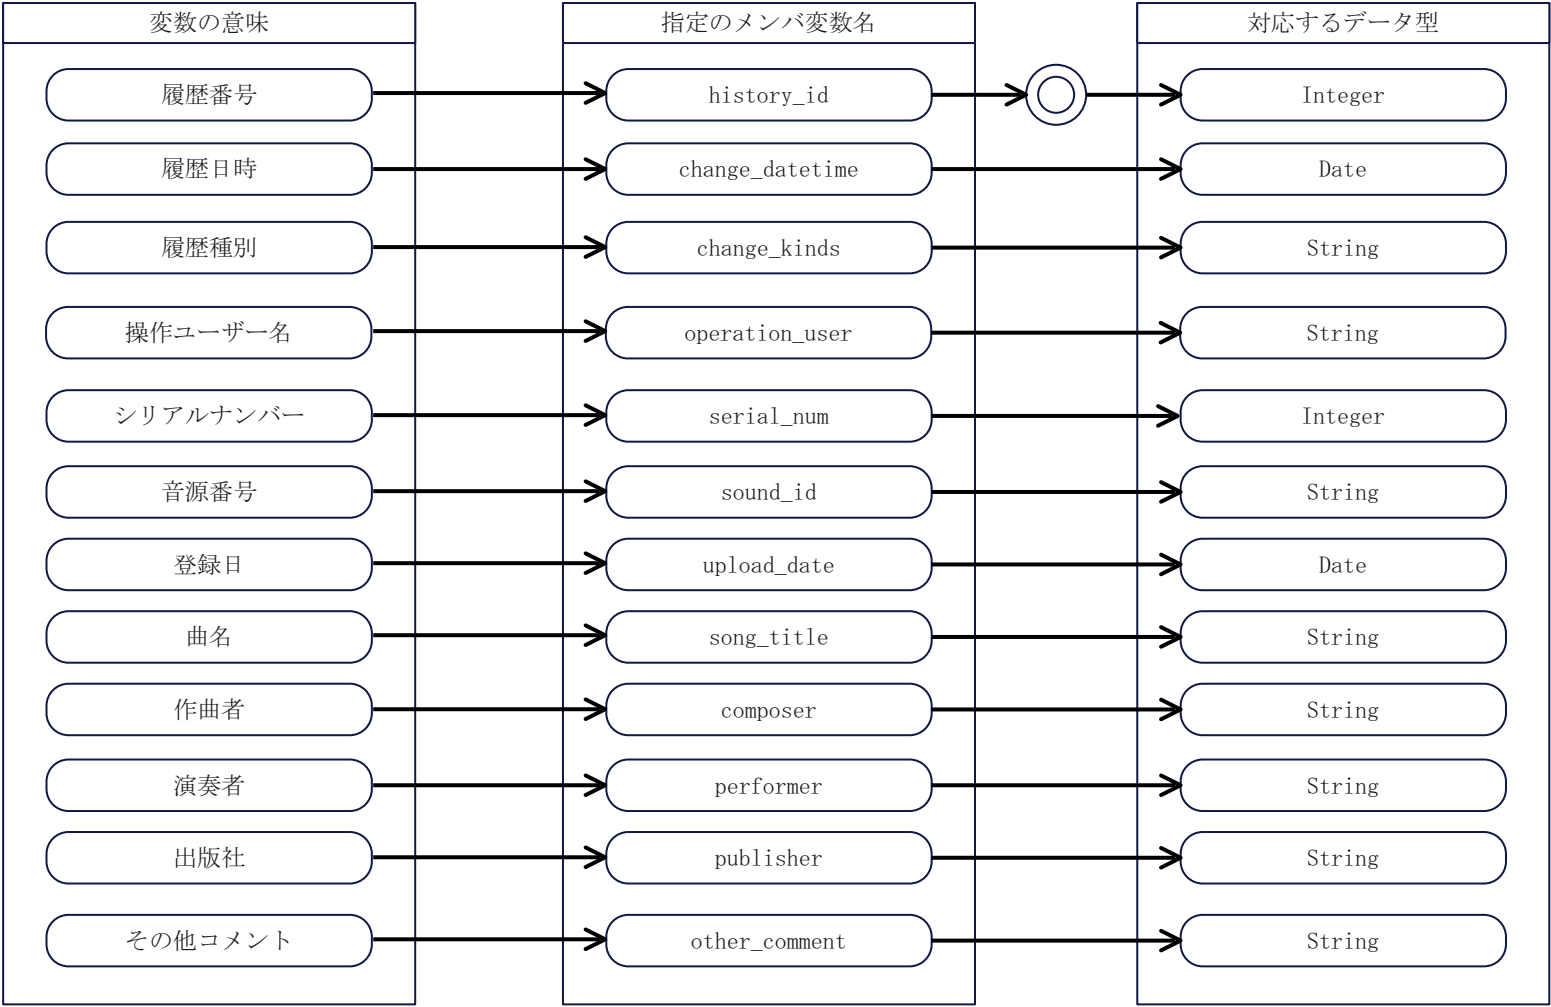 変数の意味
指定のメンバ変数名
対応するデータ型
履歴番号
history_id
Integer
履歴日時
change_datetime
Date
履歴種別
change_kinds
String
操作ユーザー名
operation_user
String
シリアルナンバー
serial_num
Integer
音源番号
sound_id
String
登録日
upload_date
Date
曲名
song_title
String
作曲者
composer
String
演奏者
performer
String
出版社
publisher
String
その他コメント
other_comment
String